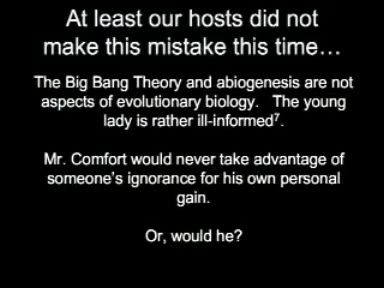 At least our hosts did not
make this mistake this time…
The Big Bang Theory and abiogenesis are not
aspects of evolutionary biology. The young
lady is rather ill-informed⁷.
Mr. Comfort would never take advantage of
someone's ignorance for his own personal
gain.
Or, would he?